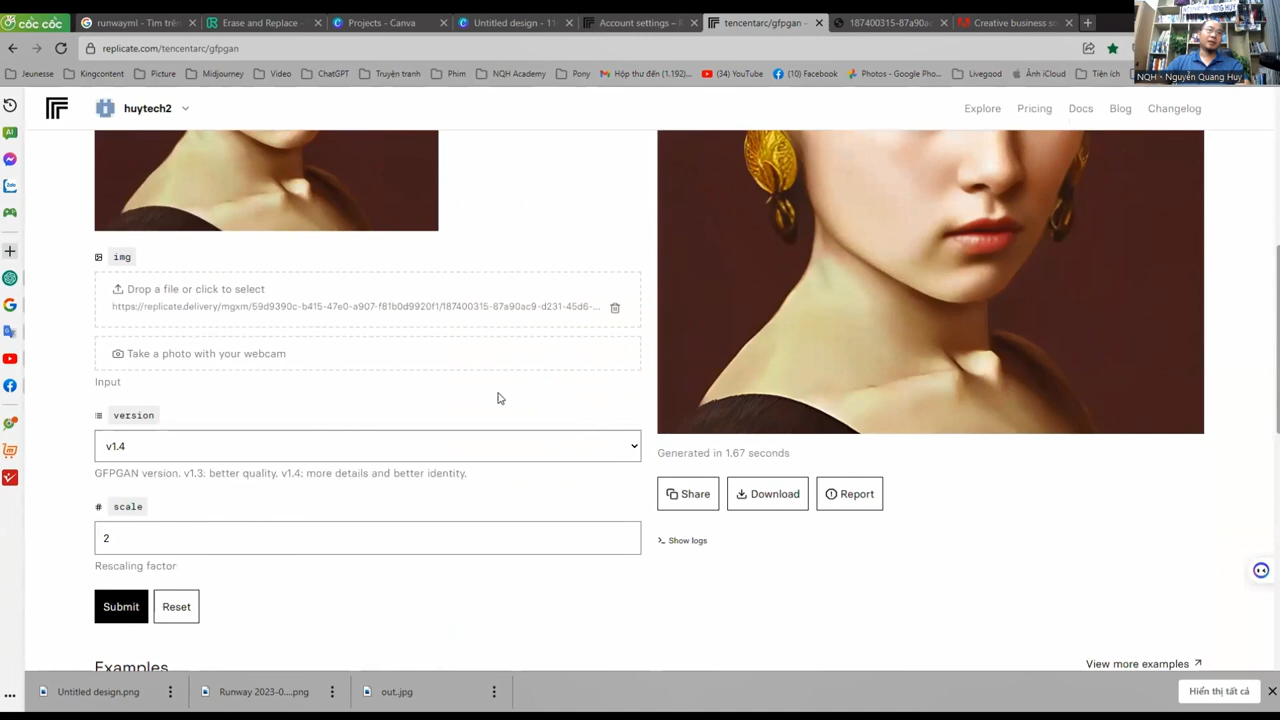 cốc cốc
runwayml - Tìm trên
Erase and Replace -
Projects - Canva
Untitled design - 11
Account settings - R
tencentarc/gfpgan -
187400315-87a90ac
Creative business so
replicate.com/tencentarc/gfpgan
Jeunesse
Kingcontent
Picture
Midjourney
Video
ChatGPT
Truyện tranh
Phim
NQH Academy
Pony
Hộp thư đến (1.192)...
(34) YouTube
(10) Facebook
Photos - Google Pho...
Livegood
Ảnh iCloud
Tiện ích
NQH - Nguyễn Quang Huy
huytech2
Explore
Pricing
Docs
Blog
Changelog
img
Drop a file or click to select
https://replicate.delivery/mgxm/59d9390c-b415-47e0-a907-f81b0d9920f1/187400315-87a90ac9-d231-45d6-...
Take a photo with your webcam
Input
version
v1.4
GFPGAN version. v1.3: better quality. v1.4: more details and better identity.
# scale
2
Rescaling factor
Submit
Reset
Generated in 1.67 seconds
Share
Download
Report
Show logs
Examples
View more examples
Untitled design.png
Runway 2023-0....png
out.jpg
Hiển thị tất cả